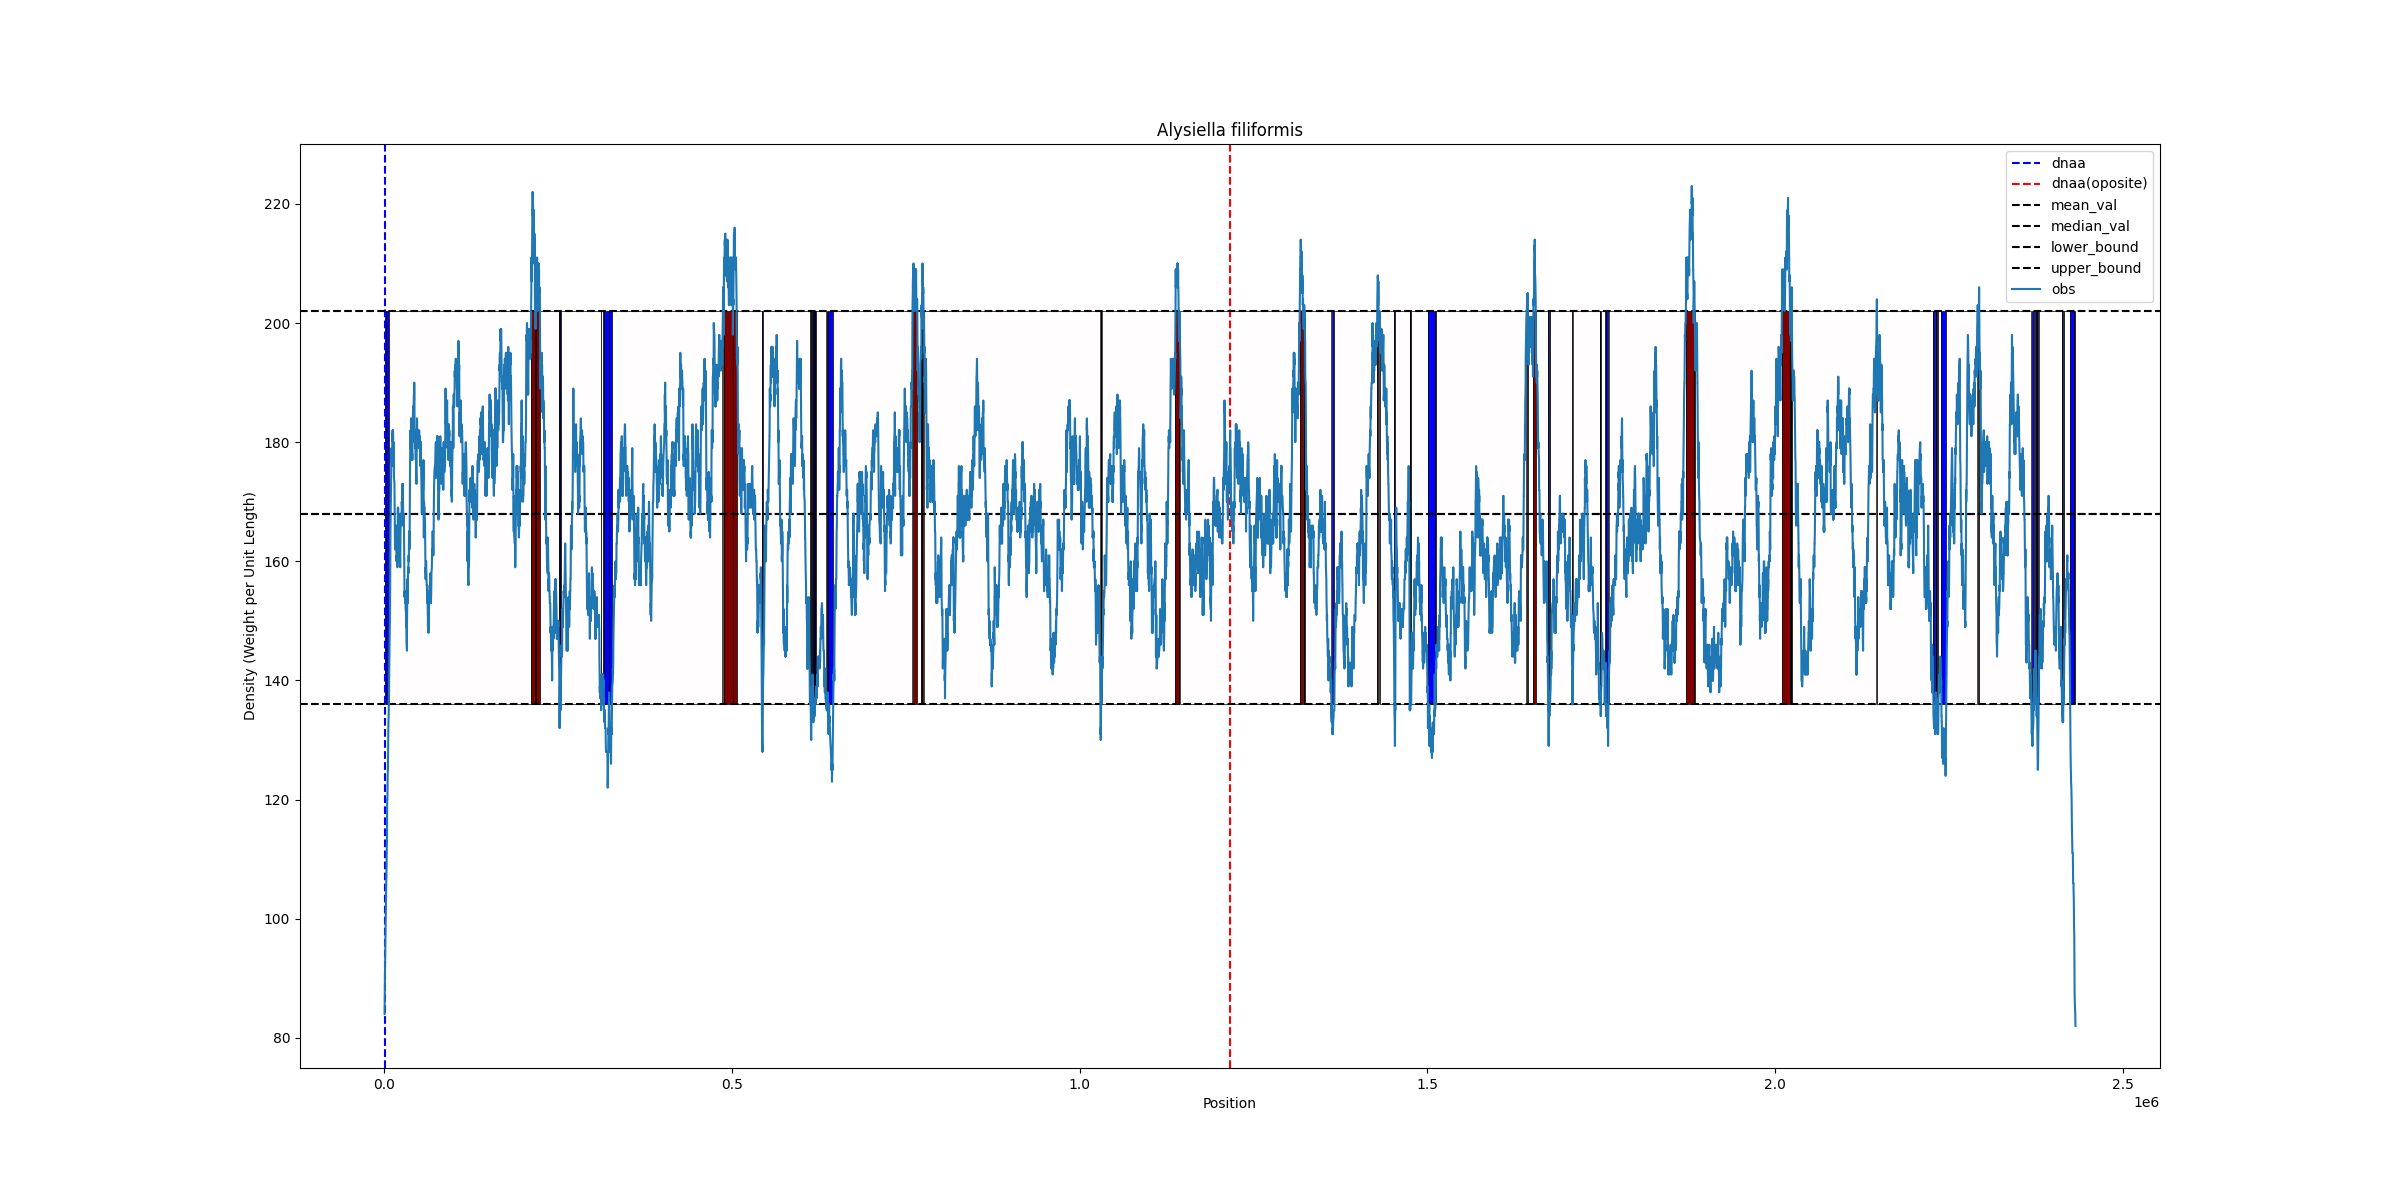 Alysiella filiformis
dnaa
dnaa(oposite)
mean_val
median_val
lower_bound
upper_bound
obs
220
200
180
160
140
120
100
80
Density (Weight per Unit Length)
0.0
0.5
1.0
1.5
2.0
2.5
1e6
Position